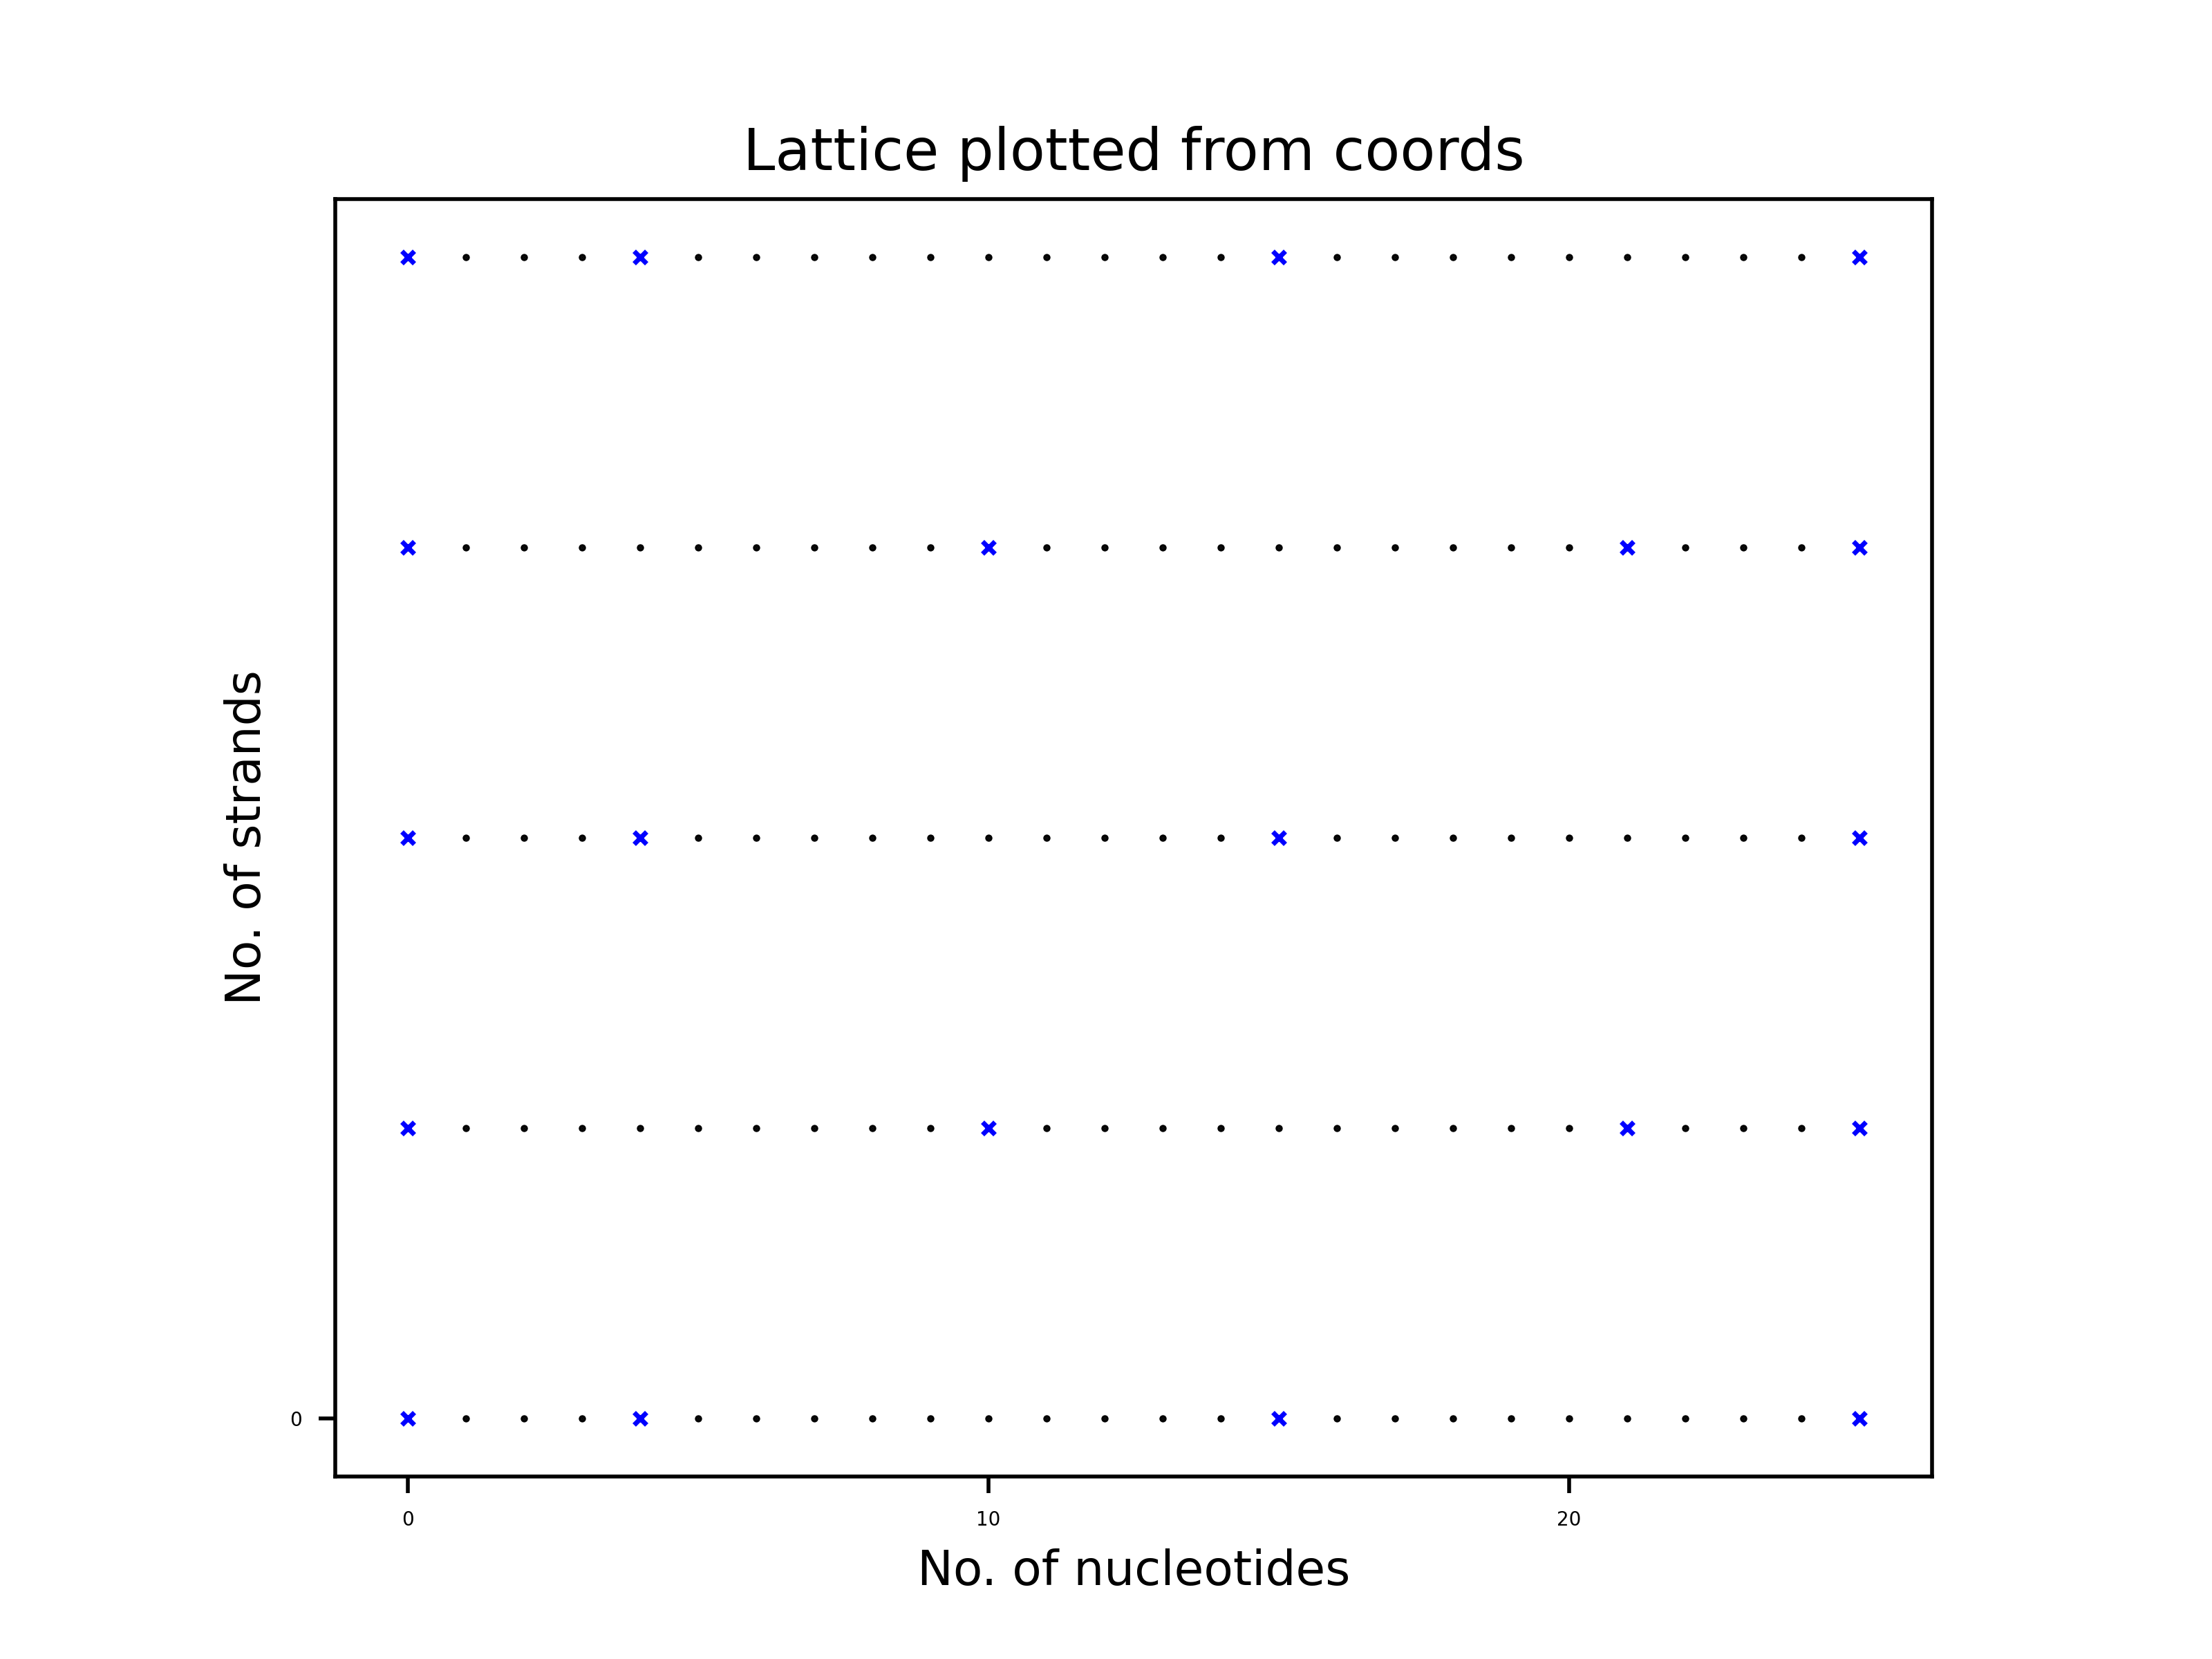 Lattice plotted from coords
No. of strands
0
0 10 20
No. of nucleotides